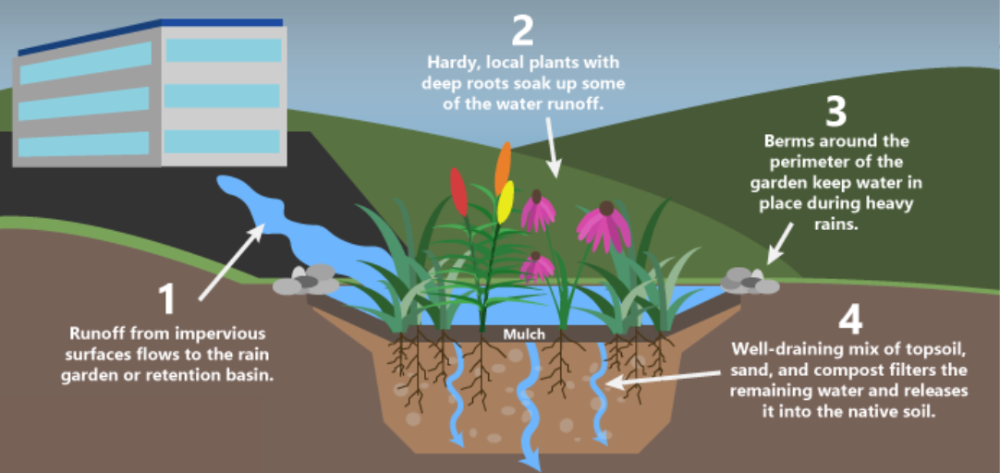 1
Runoff from impervious
surfaces flows to the rain
garden or retention basin.
2
Hardy, local plants with
deep roots soak up some
of the water runoff.
3
Berms around the
perimeter of the
garden keep water in
place during heavy
rains.
4
Well-draining mix of topsoil,
sand, and compost filters the
remaining water and releases
it into the native soil.
Mulch